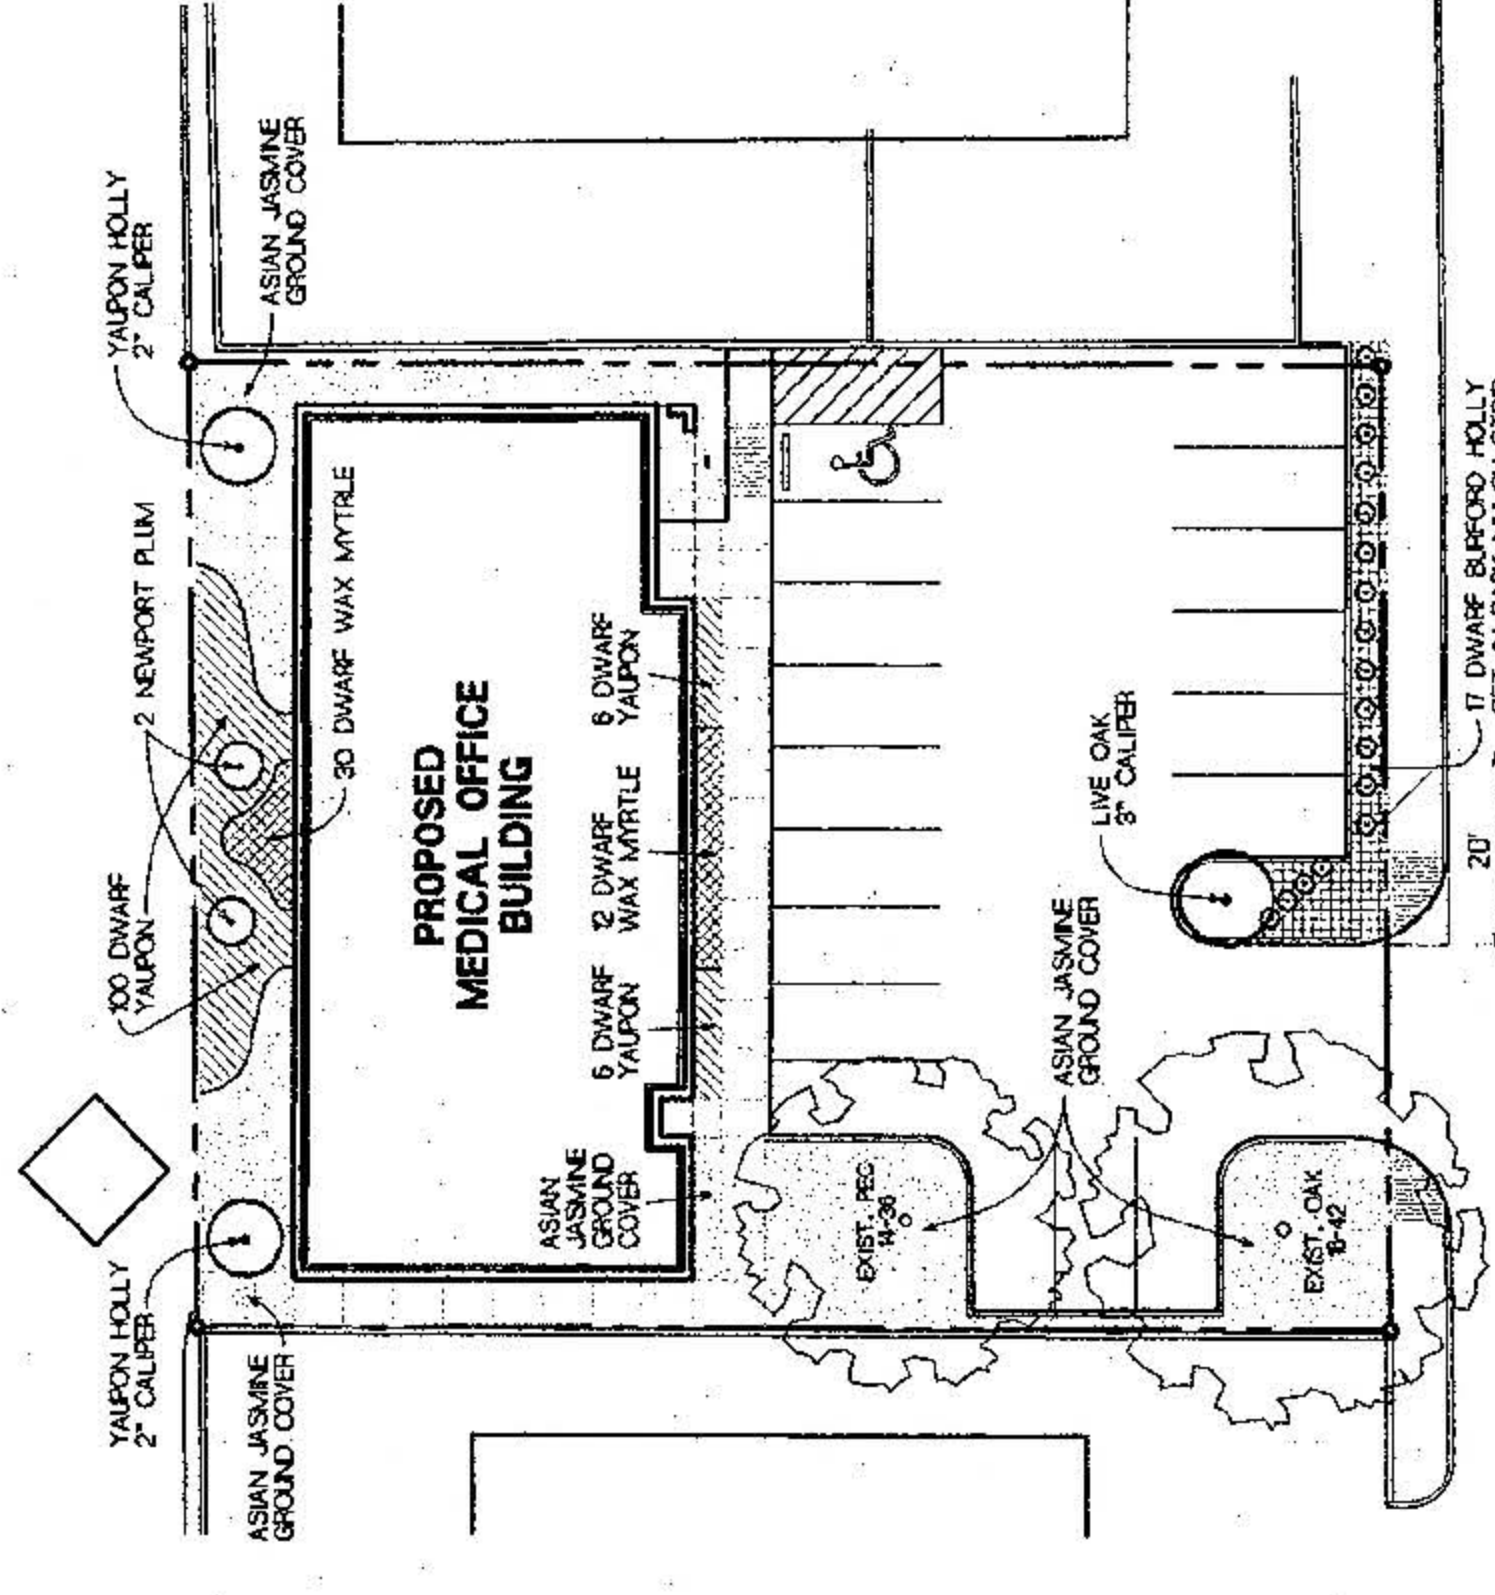 YAUPON HOLLY
2" CALIPER
ASIAN JASMINE
GROUND COVER
2 NEWPORT PLUM
100 DWARF
YAUPON
30 DWARF WAX MYTRLE
YAUPON HOLLY
2" CALIPER
ASIAN JASMINE
GROUND COVER
PROPOSED
MEDICAL OFFICE
BUILDING
6 DWARF
YAUPON
12 DWARF
WAX MYRTLE
6 DWARF
YAUPON
ASIAN
JASMINE
GROUND
COVER
LIVE OAK
3" CALIPER
ASIAN JASMINE
GROUND COVER
EXIST. PEC
14-36
EXIST. OAK
18-42
17 DWARF BURFORD HOLLY
20'